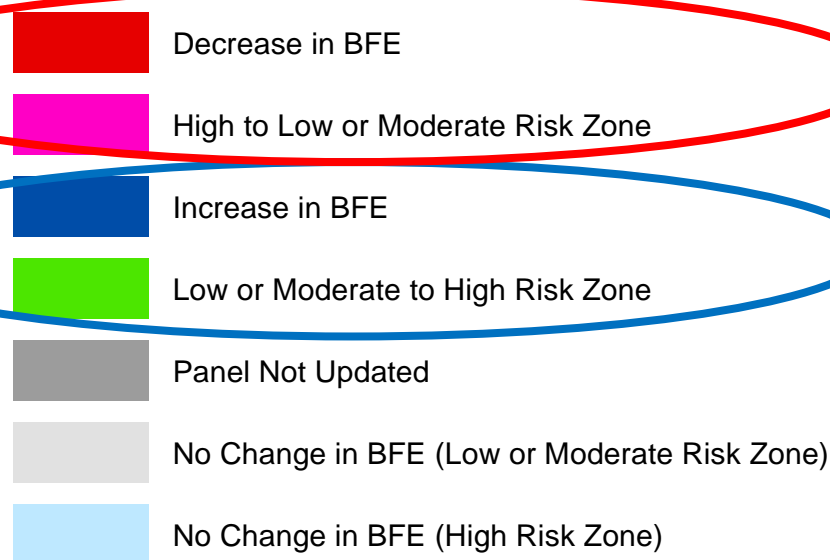 Decrease in BFE
High to Low or Moderate Risk Zone
Increase in BFE
Low or Moderate to High Risk Zone
Panel Not Updated
No Change in BFE (Low or Moderate Risk Zone)
No Change in BFE (High Risk Zone)